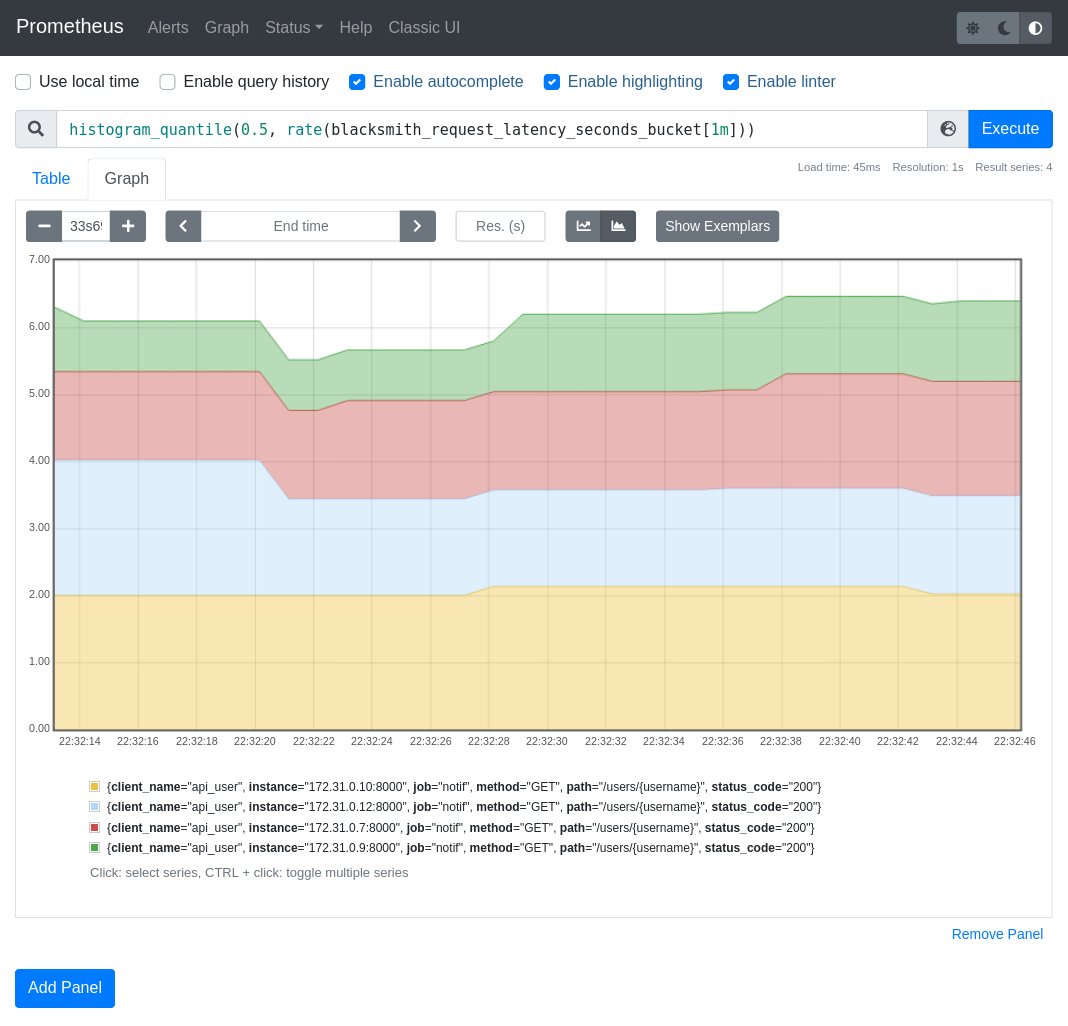 Prometheus Alerts Graph Status Help Classic UI
Use local time Enable query history Enable autocomplete Enable highlighting Enable linter
histogram_quantile(0.5, rate(blacksmith_request_latency_seconds_bucket[1m])) Execute
Load time: 45ms Resolution: 1s Result series: 4
Table Graph
33s69 End time Res. (s) Show Exemplars
7.00
6.00
5.00
4.00
3.00
2.00
1.00
0.00
22:32:14 22:32:16 22:32:18 22:32:20 22:32:22 22:32:24 22:32:26 22:32:28 22:32:30 22:32:32 22:32:34 22:32:36 22:32:38 22:32:40 22:32:42 22:32:44 22:32:46
{client_name="api_user", instance="172.31.0.10:8000", job="notif", method="GET", path="/users/{username}", status_code="200"}
{client_name="api_user", instance="172.31.0.12:8000", job="notif", method="GET", path="/users/{username}", status_code="200"}
{client_name="api_user", instance="172.31.0.7:8000", job="notif", method="GET", path="/users/{username}", status_code="200"}
{client_name="api_user", instance="172.31.0.9:8000", job="notif", method="GET", path="/users/{username}", status_code="200"}
Click: select series, CTRL + click: toggle multiple series
Remove Panel
Add Panel